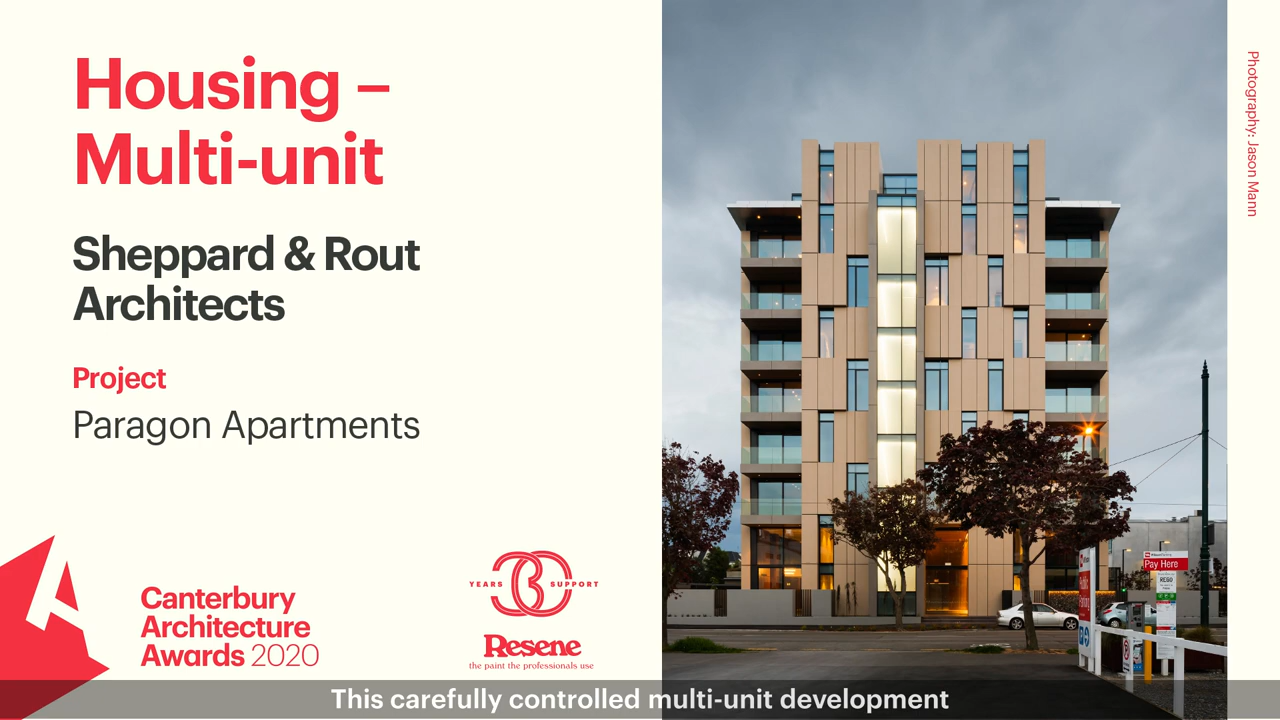 Housing –
Multi-unit
Sheppard & Rout
Architects
Project
Paragon Apartments
Canterbury
Architecture
Awards 2020
YEARS 30 SUPPORT
Resene
the paint the professionals use
Photography: Jason Mann
Pay Here
This carefully controlled multi-unit development